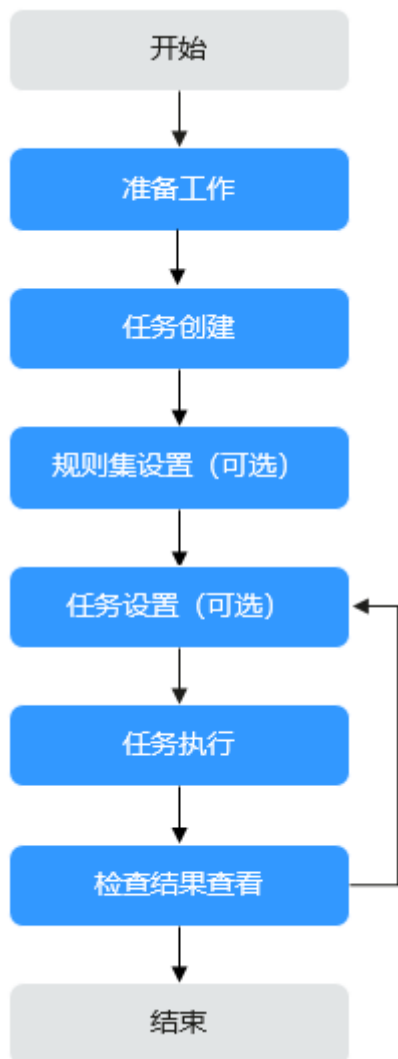 开始
准备工作
任务创建
规则集设置（可选）
任务设置（可选）
任务执行
检查结果查看
结束